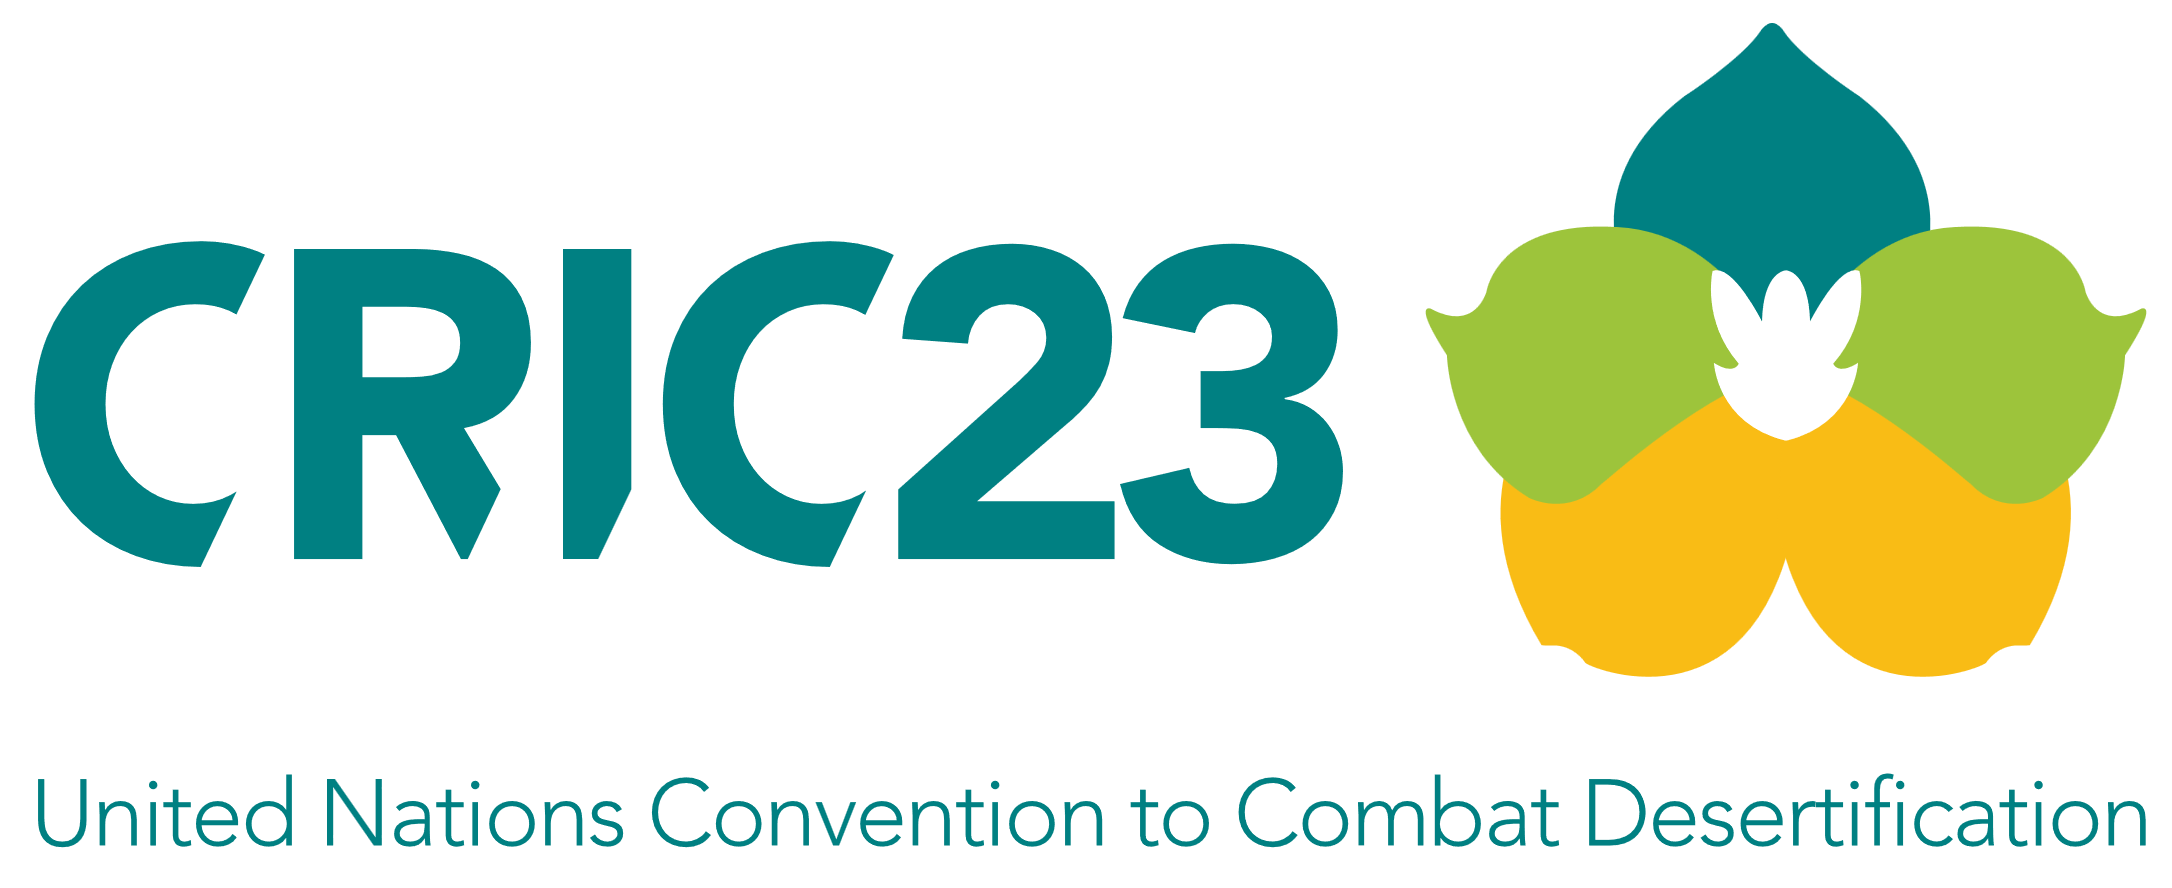 CRIC23
United Nations Convention to Combat Desertification